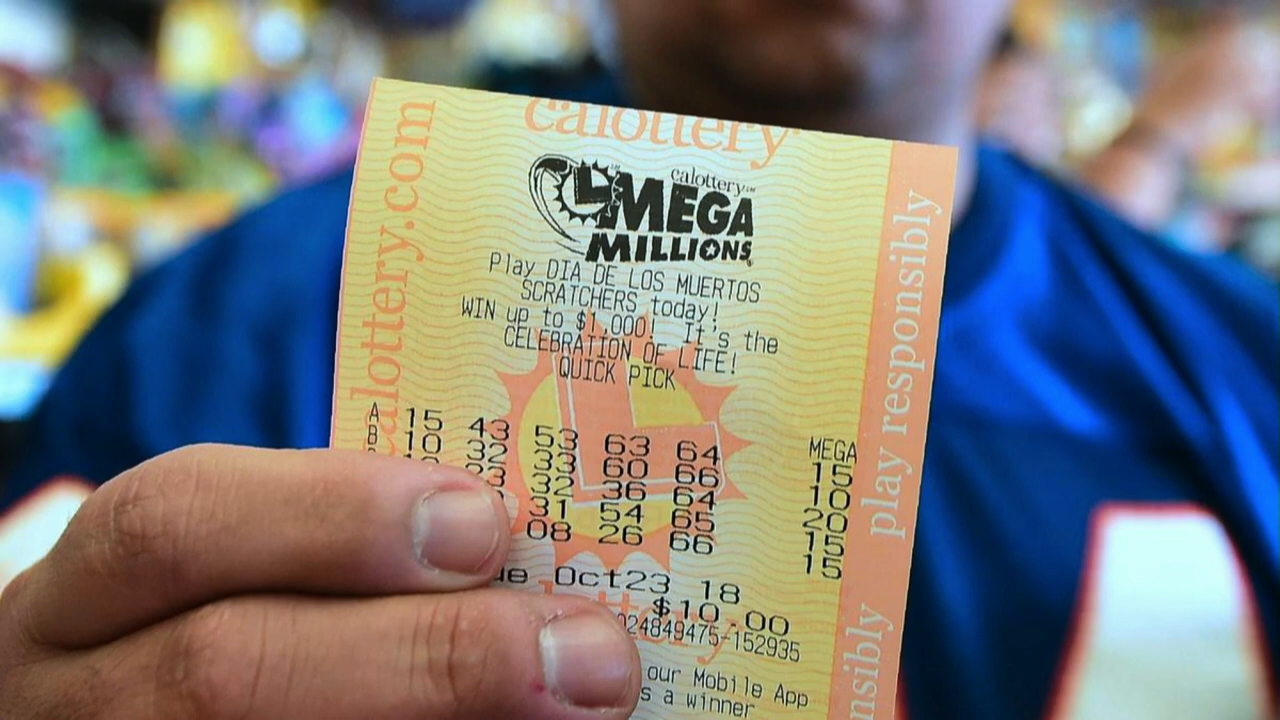 calottery
calottery.com
calottery
MEGA
MILLIONS
Play DIA DE LOS MUERTOS
SCRATCHERS today!
WIN up to $ ,000! It's the
CELEBRATION OF LIFE!
QUICK PICK
MEGA
A 15 43 53 63 64 15
B 10 32 33 60 66 10
32 36 64 20
31 54 65 15
08 26 66 15
Oct23 18
$10.00
024849475-152935
our Mobile App
a winner
play responsibly